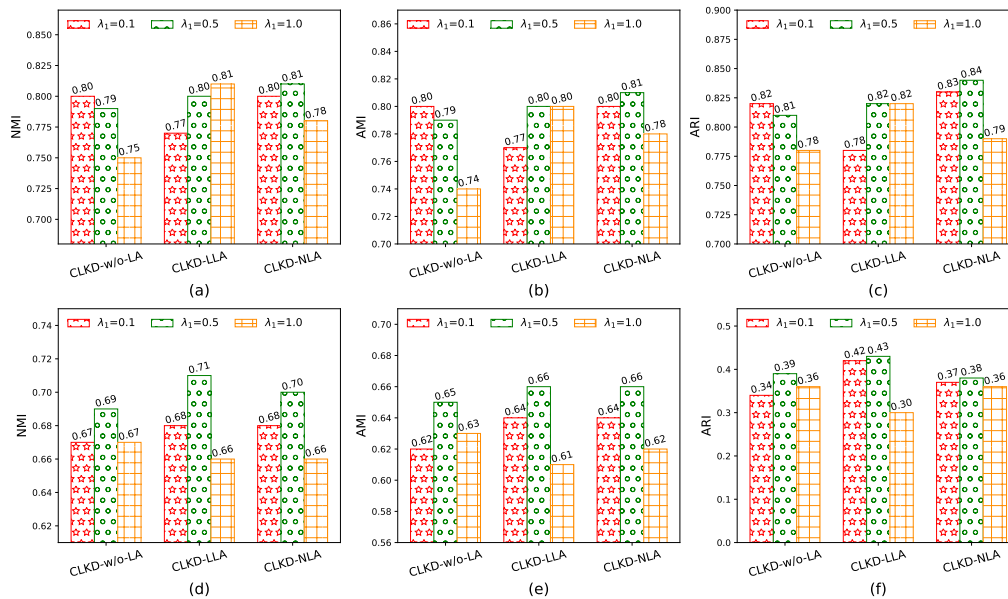 λ1=0.1 λ1=0.5 λ1=1.0
NMI
0.850
0.825
0.800
0.775
0.750
0.725
0.700
0.80 0.79 0.75 0.77 0.80 0.81 0.80 0.81 0.78
CLKD-w/o-LA CLKD-LLA CLKD-NLA
(a)
λ1=0.1 λ1=0.5 λ1=1.0
AMI
0.86
0.84
0.82
0.80
0.78
0.76
0.74
0.72
0.70
0.80 0.79 0.74 0.77 0.80 0.80 0.80 0.81 0.78
CLKD-w/o-LA CLKD-LLA CLKD-NLA
(b)
λ1=0.1 λ1=0.5 λ1=1.0
ARI
0.900
0.875
0.850
0.825
0.800
0.775
0.750
0.725
0.700
0.82 0.81 0.78 0.78 0.82 0.82 0.83 0.84 0.79
CLKD-w/o-LA CLKD-LLA CLKD-NLA
(c)
λ1=0.1 λ1=0.5 λ1=1.0
NMI
0.74
0.72
0.70
0.68
0.66
0.64
0.62
0.67 0.69 0.67 0.68 0.71 0.66 0.68 0.70 0.66
CLKD-w/o-LA CLKD-LLA CLKD-NLA
(d)
λ1=0.1 λ1=0.5 λ1=1.0
AMI
0.70
0.68
0.66
0.64
0.62
0.60
0.58
0.56
0.62 0.65 0.63 0.64 0.66 0.61 0.64 0.66 0.62
CLKD-w/o-LA CLKD-LLA CLKD-NLA
(e)
λ1=0.1 λ1=0.5 λ1=1.0
ARI
0.5
0.4
0.3
0.2
0.1
0.0
0.34 0.39 0.36 0.42 0.43 0.30 0.37 0.38 0.36
CLKD-w/o-LA CLKD-LLA CLKD-NLA
(f)